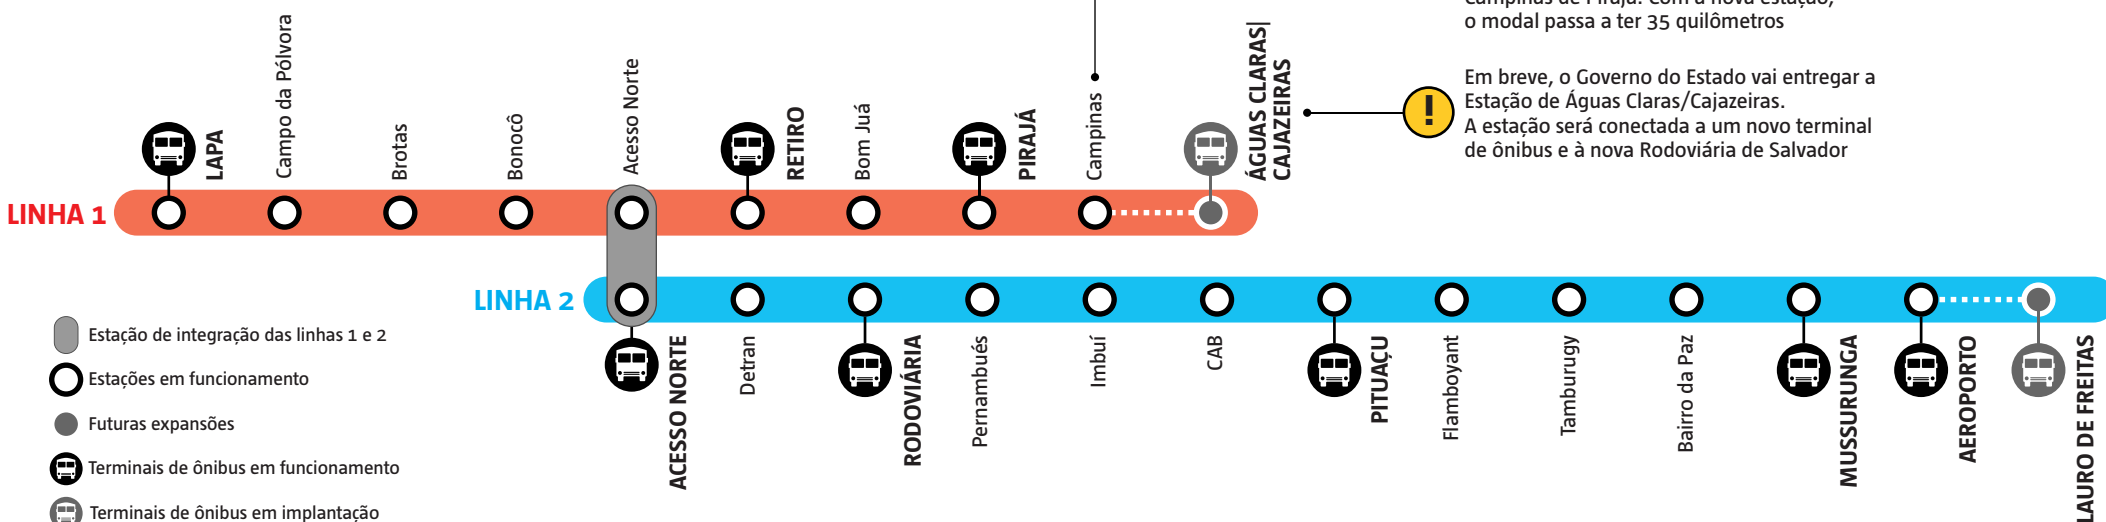 Campinas de Pirajá. Com a nova estação,
o modal passa a ter 35 quilômetros
Em breve, o Governo do Estado vai entregar a
Estação de Águas Claras/Cajazeiras.
A estação será conectada a um novo terminal
de ônibus e à nova Rodoviária de Salvador
!
LINHA 1
LAPA
Campo da Pólvora
Brotas
Bonocô
Acesso Norte
RETIRO
Bom Juá
PIRAJÁ
Campinas
ÁGUAS CLARAS|
CAJAZEIRAS
LINHA 2
ACESSO NORTE
Detran
RODOVIÁRIA
Pernambués
Imbuí
CAB
PITUAÇU
Flamboyant
Tamburugy
Bairro da Paz
MUSSURUNGA
AEROPORTO
LAURO DE FREITAS
Estação de integração das linhas 1 e 2
Estações em funcionamento
Futuras expansões
Terminais de ônibus em funcionamento
Terminais de ônibus em implantação